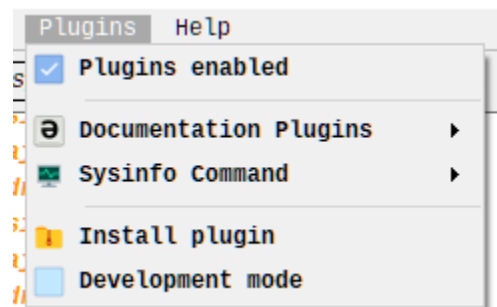 Plugins Help
Plugins enabled
Documentation Plugins
Sysinfo Command
Install plugin
Development mode